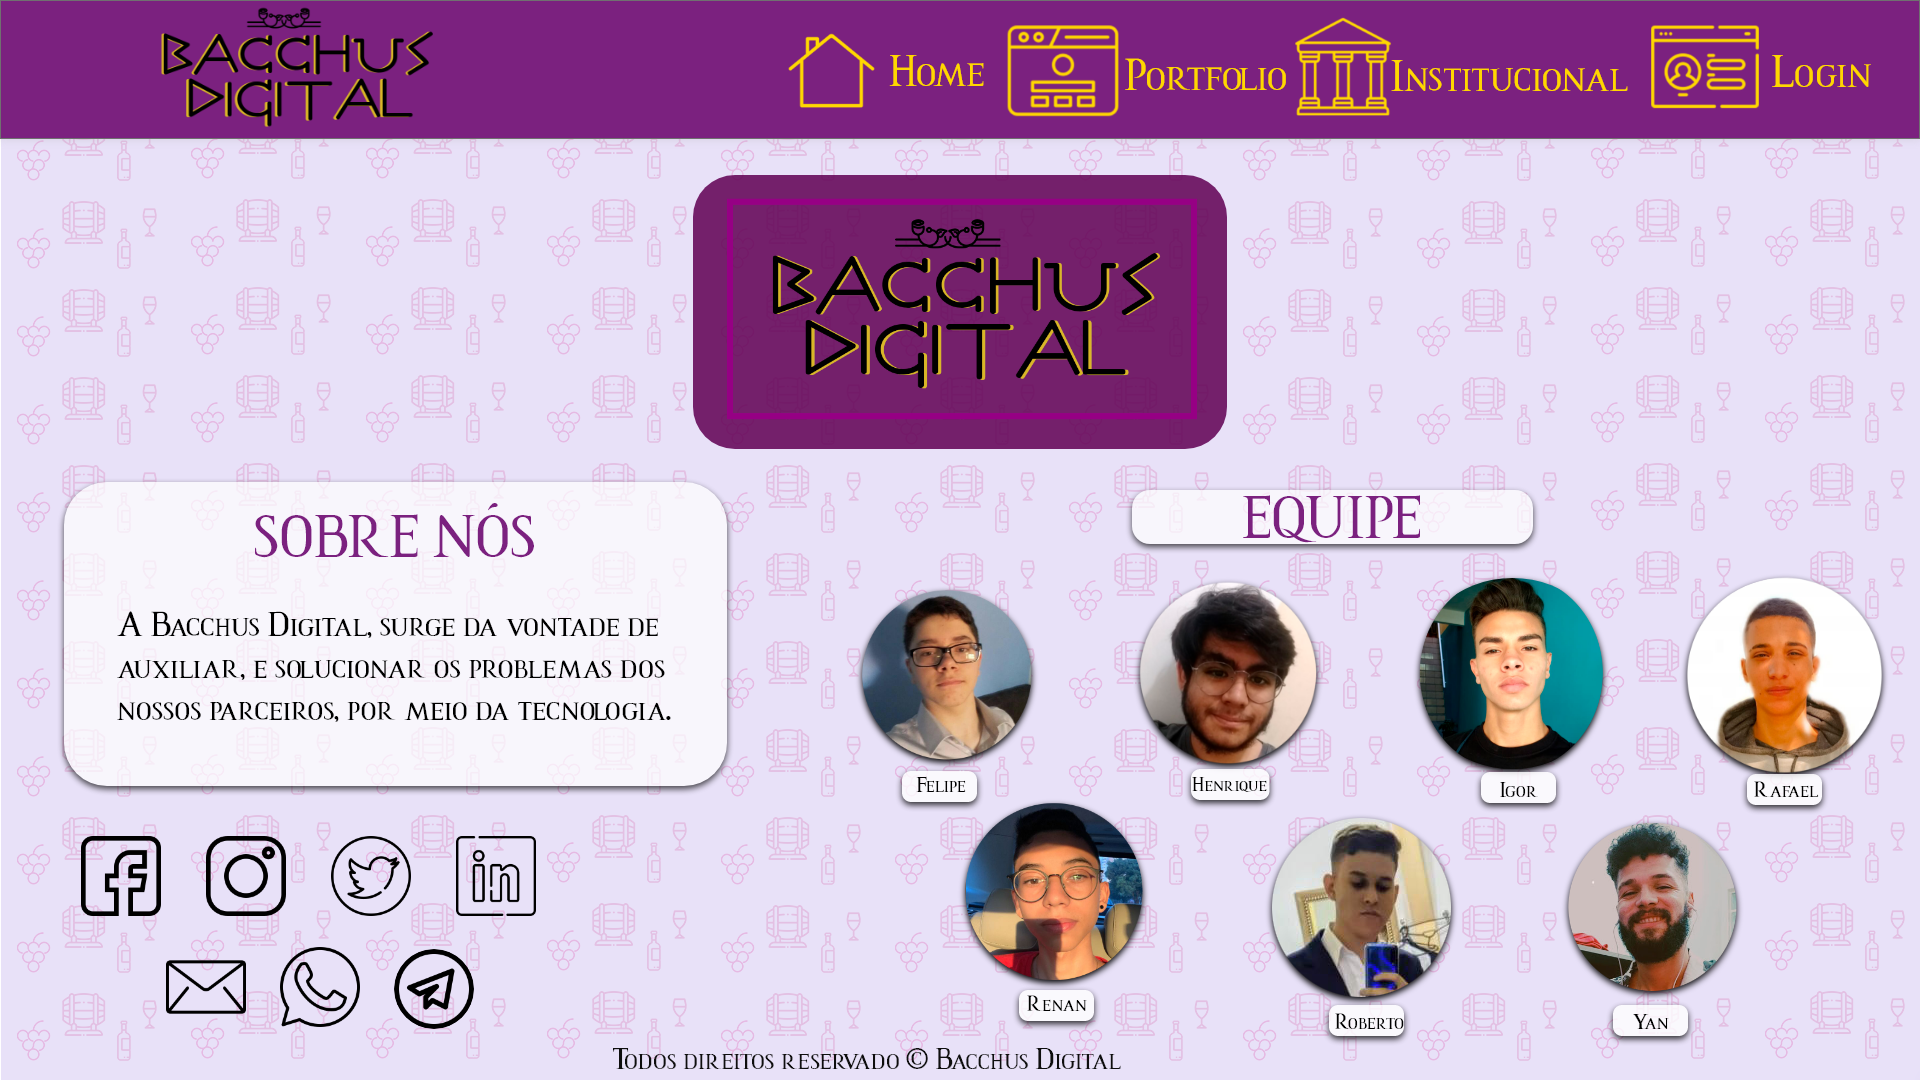 BACCHUS
DIGITAL
Home
Portfolio
Institucional
Login
BACCHUS
DIGITAL
SOBRE NÓS
A Bacchus Digital, surge da vontade de
auxiliar, e solucionar os problemas dos
nossos parceiros, por meio da tecnologia.
EQUIPE
Felipe
Henrique
Igor
Rafael
Renan
Roberto
Yan
Todos direitos reservado © Bacchus Digital